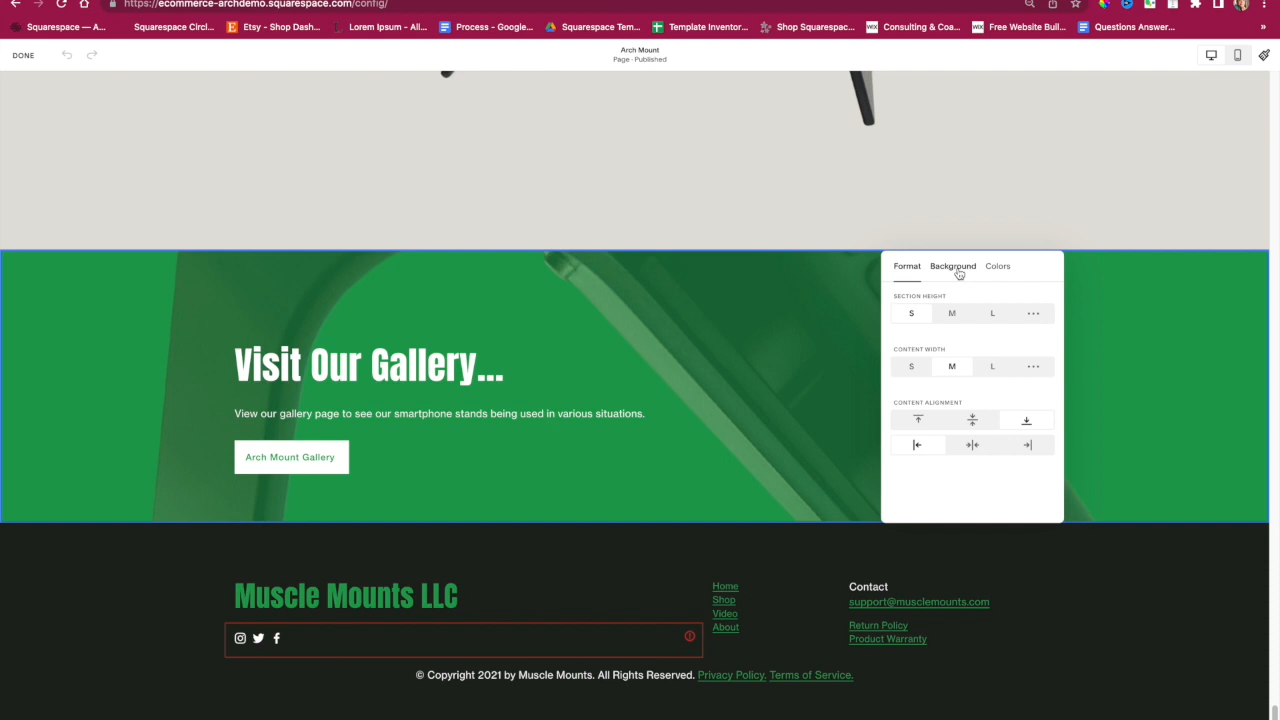 https://ecommerce-archdemo.squarespace.com/config/
Squarespace — A... Squarespace Circl... Etsy - Shop Dash... Lorem Ipsum – All... Process - Google... Squarespace Tem... Template Inventor... Shop Squarespac... Consulting & Coa... Free Website Buil... Questions Answer... »
DONE
Arch Mount
Page · Published
Format Background Colors
SECTION HEIGHT
S M L ...
CONTENT WIDTH
S M L ...
CONTENT ALIGNMENT
Visit Our Gallery...
View our gallery page to see our smartphone stands being used in various situations.
Arch Mount Gallery
Muscle Mounts LLC
Home
Shop
Video
About
Contact
support@musclemounts.com
Return Policy
Product Warranty
© Copyright 2021 by Muscle Mounts. All Rights Reserved. Privacy Policy. Terms of Service.